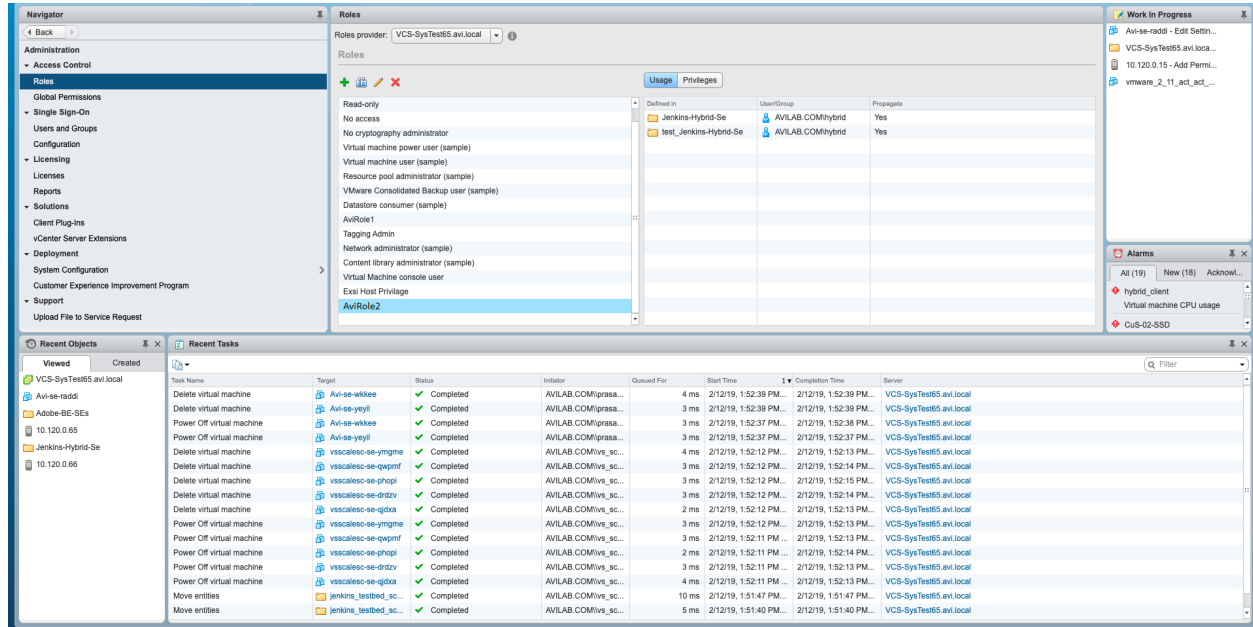 Navigator
Back
Administration
Access Control
Roles
Global Permissions
Single Sign-On
Users and Groups
Configuration
Licensing
Licenses
Reports
Solutions
Client Plug-Ins
vCenter Server Extensions
Deployment
System Configuration
Customer Experience Improvement Program
Support
Upload File to Service Request
Roles
Roles provider: VCS-SysTest65.avi.local
Roles
Read-only
No access
No cryptography administrator
Virtual machine power user (sample)
Virtual machine user (sample)
Resource pool administrator (sample)
VMware Consolidated Backup user (sample)
Datastore consumer (sample)
AviRole1
Tagging Admin
Network administrator (sample)
Content library administrator (sample)
Virtual Machine console user
Exsi Host Privilage
AviRole2
Usage Privileges
Defined in User/Group Propagate
Jenkins-Hybrid-Se AVILAB.COM\hybrid Yes
test_Jenkins-Hybrid-Se AVILAB.COM\hybrid Yes
Work In Progress
Avi-se-raddi - Edit Settin...
VCS-SysTest65.avi.loca...
10.120.0.15 - Add Permi...
vmware_2_11_act_act_...
Alarms
All (19) New (18) Acknowl...
hybrid_client
Virtual machine CPU usage
CuS-02-SSD
Recent Objects
Viewed Created
VCS-SysTest65.avi.local
Avi-se-raddi
Adobe-BE-SEs
10.120.0.65
Jenkins-Hybrid-Se
10.120.0.66
Recent Tasks
Filter
Task Name Target Status Initiator Queued For Start Time 1 Completion Time Server
Delete virtual machine Avi-se-wkkee Completed AVILAB.COM\\prasa... 4 ms 2/12/19, 1:52:39 PM... 2/12/19, 1:52:39 PM... VCS-SysTest65.avi.local
Delete virtual machine Avi-se-yeyil Completed AVILAB.COM\\prasa... 3 ms 2/12/19, 1:52:39 PM... 2/12/19, 1:52:39 PM... VCS-SysTest65.avi.local
Power Off virtual machine Avi-se-wkkee Completed AVILAB.COM\\prasa... 3 ms 2/12/19, 1:52:37 PM... 2/12/19, 1:52:38 PM... VCS-SysTest65.avi.local
Power Off virtual machine Avi-se-yeyil Completed AVILAB.COM\\prasa... 3 ms 2/12/19, 1:52:37 PM... 2/12/19, 1:52:37 PM... VCS-SysTest65.avi.local
Delete virtual machine vsscalesc-se-ymgme Completed AVILAB.COM\\vs_sc... 4 ms 2/12/19, 1:52:12 PM... 2/12/19, 1:52:13 PM... VCS-SysTest65.avi.local
Delete virtual machine vsscalesc-se-qwpmf Completed AVILAB.COM\\vs_sc... 3 ms 2/12/19, 1:52:12 PM... 2/12/19, 1:52:14 PM... VCS-SysTest65.avi.local
Delete virtual machine vsscalesc-se-phopi Completed AVILAB.COM\\vs_sc... 3 ms 2/12/19, 1:52:12 PM... 2/12/19, 1:52:15 PM... VCS-SysTest65.avi.local
Delete virtual machine vsscalesc-se-drdzv Completed AVILAB.COM\\vs_sc... 3 ms 2/12/19, 1:52:12 PM... 2/12/19, 1:52:14 PM... VCS-SysTest65.avi.local
Delete virtual machine vsscalesc-se-qjdxa Completed AVILAB.COM\\vs_sc... 2 ms 2/12/19, 1:52:12 PM... 2/12/19, 1:52:13 PM... VCS-SysTest65.avi.local
Power Off virtual machine vsscalesc-se-ymgme Completed AVILAB.COM\\vs_sc... 3 ms 2/12/19, 1:52:12 PM... 2/12/19, 1:52:13 PM... VCS-SysTest65.avi.local
Power Off virtual machine vsscalesc-se-qwpmf Completed AVILAB.COM\\vs_sc... 3 ms 2/12/19, 1:52:11 PM ... 2/12/19, 1:52:13 PM... VCS-SysTest65.avi.local
Power Off virtual machine vsscalesc-se-phopi Completed AVILAB.COM\\vs_sc... 2 ms 2/12/19, 1:52:11 PM ... 2/12/19, 1:52:14 PM... VCS-SysTest65.avi.local
Power Off virtual machine vsscalesc-se-drdzv Completed AVILAB.COM\\vs_sc... 3 ms 2/12/19, 1:52:11 PM ... 2/12/19, 1:52:13 PM... VCS-SysTest65.avi.local
Power Off virtual machine vsscalesc-se-qjdxa Completed AVILAB.COM\\vs_sc... 4 ms 2/12/19, 1:52:11 PM ... 2/12/19, 1:52:13 PM... VCS-SysTest65.avi.local
Move entities jenkins_testbed_sc... Completed AVILAB.COM\\vs_sc... 10 ms 2/12/19, 1:51:47 PM... 2/12/19, 1:51:47 PM... VCS-SysTest65.avi.local
Move entities jenkins_testbed_sc... Completed AVILAB.COM\\vs_sc... 5 ms 2/12/19, 1:51:40 PM... 2/12/19, 1:51:40 PM... VCS-SysTest65.avi.local